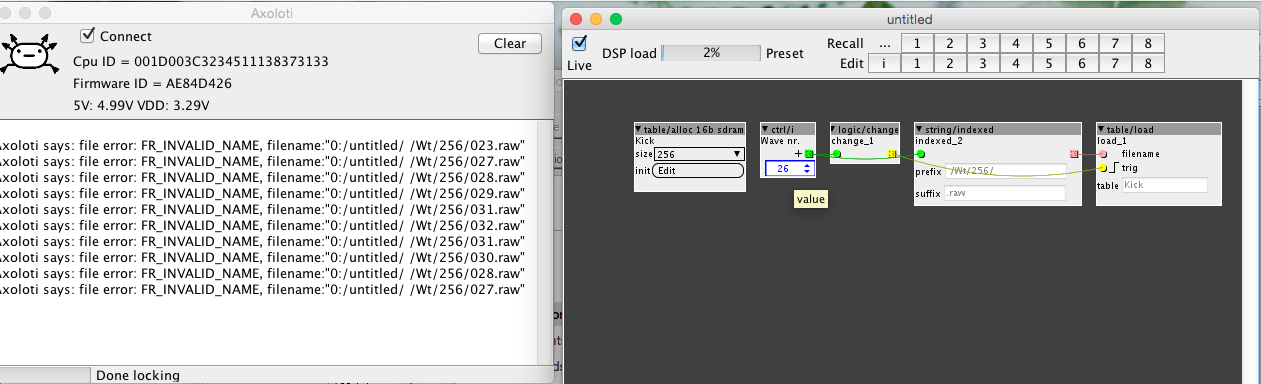 Axoloti
Connect
Clear
Cpu ID = 001D003C3234511138373133
Firmware ID = AE84D426
5V: 4.99V VDD: 3.29V
Axoloti says: file error: FR_INVALID_NAME, filename:"0:/untitled/ /Wt/256/023.raw"
Axoloti says: file error: FR_INVALID_NAME, filename:"0:/untitled/ /Wt/256/027.raw"
Axoloti says: file error: FR_INVALID_NAME, filename:"0:/untitled/ /Wt/256/028.raw"
Axoloti says: file error: FR_INVALID_NAME, filename:"0:/untitled/ /Wt/256/029.raw"
Axoloti says: file error: FR_INVALID_NAME, filename:"0:/untitled/ /Wt/256/031.raw"
Axoloti says: file error: FR_INVALID_NAME, filename:"0:/untitled/ /Wt/256/032.raw"
Axoloti says: file error: FR_INVALID_NAME, filename:"0:/untitled/ /Wt/256/031.raw"
Axoloti says: file error: FR_INVALID_NAME, filename:"0:/untitled/ /Wt/256/030.raw"
Axoloti says: file error: FR_INVALID_NAME, filename:"0:/untitled/ /Wt/256/028.raw"
Axoloti says: file error: FR_INVALID_NAME, filename:"0:/untitled/ /Wt/256/027.raw"
Done locking
untitled
Live
DSP load
2%
Preset
Recall ... 1 2 3 4 5 6 7 8
Edit i 1 2 3 4 5 6 7 8
table/alloc 16b sdram
Kick
size 256
init Edit
ctrl/i
Wave nr.
+
26
value
logic/change
change_1
string/indexed
indexed_2
prefix /Wt/256/
suffix .raw
table/load
load_1
filename
trig
table Kick